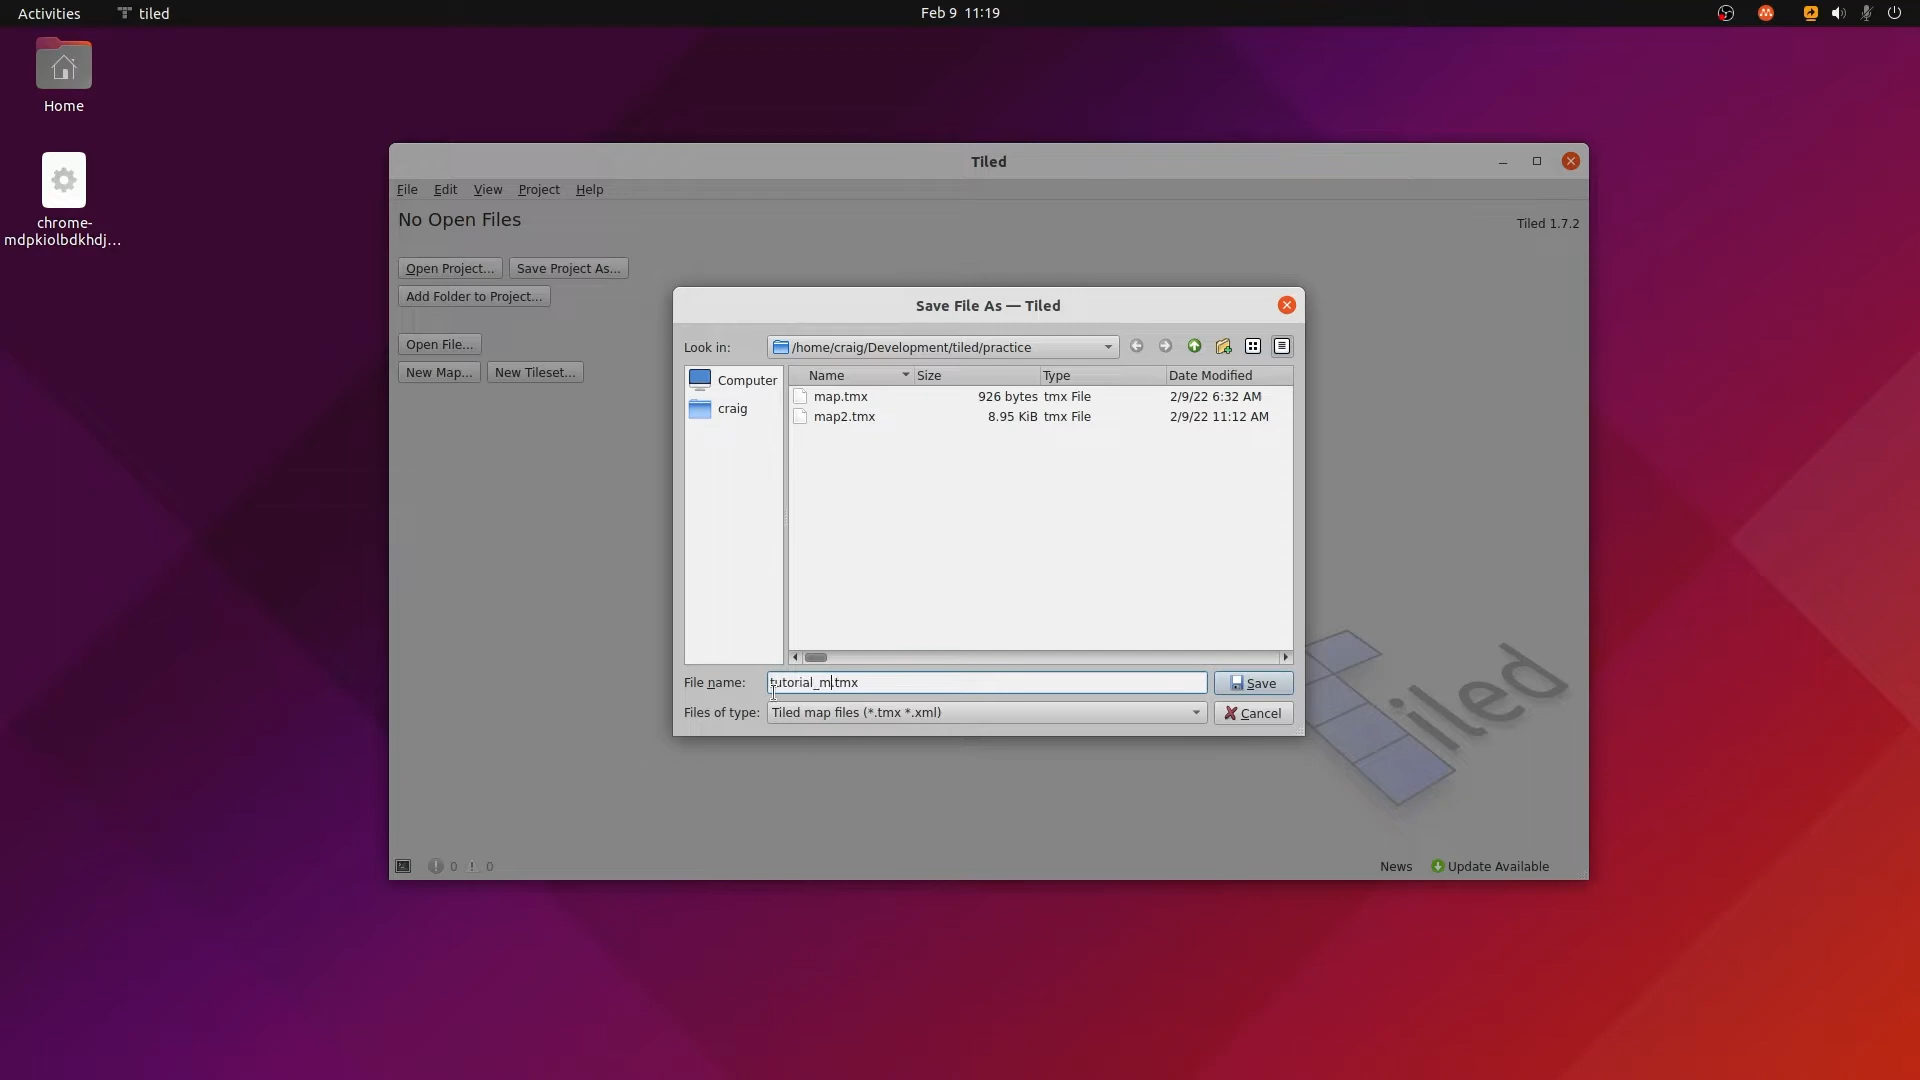 Activities tiled Feb 9 11:19
Home
chrome-
mdpkiolbdkhdj...
Tiled
File Edit View Project Help
No Open Files
Tiled 1.7.2
Open Project... Save Project As...
Add Folder to Project...
Open File...
New Map... New Tileset...
Save File As — Tiled
Look in: /home/craig/Development/tiled/practice
Computer
craig
Name Size Type Date Modified
map.tmx 926 bytes tmx File 2/9/22 6:32 AM
map2.tmx 8.95 KiB tmx File 2/9/22 11:12 AM
File name: tutorial_m.tmx Save
Files of type: Tiled map files (*.tmx *.xml) Cancel
Tiled
0 0 News Update Available